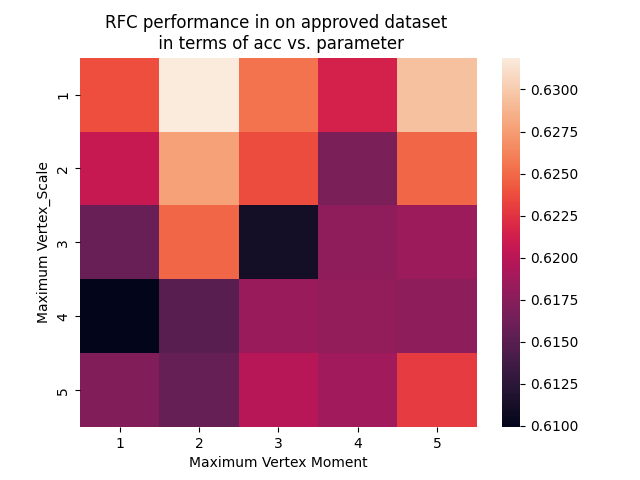 RFC performance in on approved dataset
in terms of acc vs. parameter
Maximum Vertex_Scale
1
2
3
4
5
1 2 3 4 5
Maximum Vertex Moment
0.6300
0.6275
0.6250
0.6225
0.6200
0.6175
0.6150
0.6125
0.6100